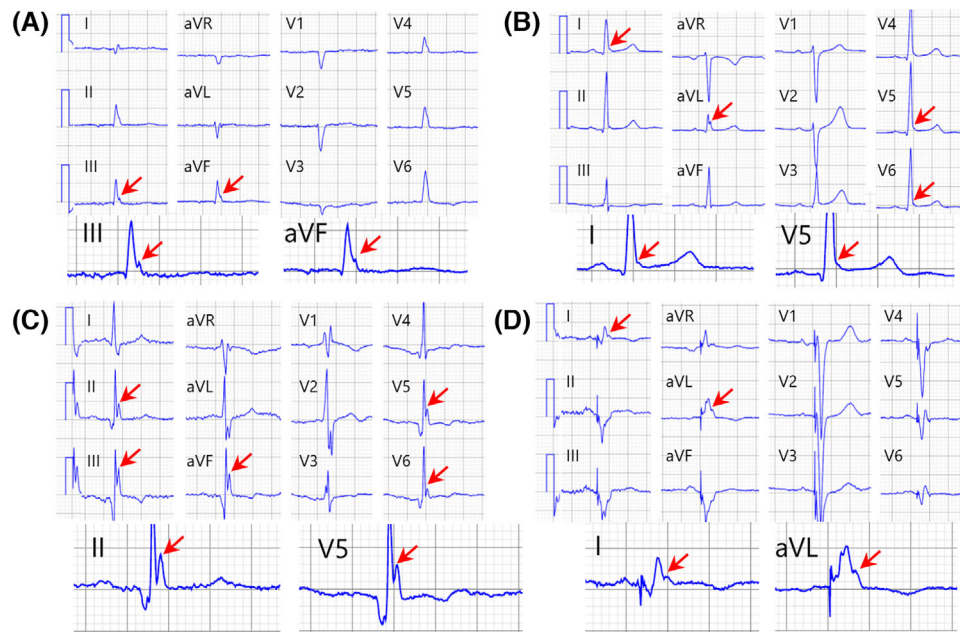 (A)
I aVR V1 V4
II aVL V2 V5
III aVF V3 V6
III aVF
(B)
I aVR V1 V4
II aVL V2 V5
III aVF V3 V6
I V5
(C)
I aVR V1 V4
II aVL V2 V5
III aVF V3 V6
II V5
(D)
I aVR V1 V4
II aVL V2 V5
III aVF V3 V6
I aVL